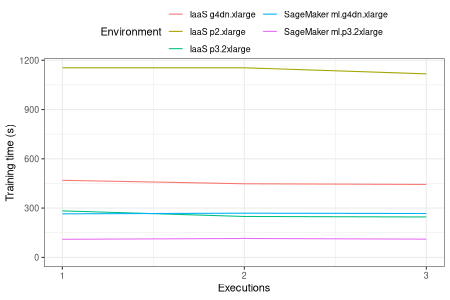 Environment
IaaS g4dn.xlarge
IaaS p2.xlarge
IaaS p3.2xlarge
SageMaker ml.g4dn.xlarge
SageMaker ml.p3.2xlarge
Training time (s)
1200
900
600
300
0
1
2
3
Executions